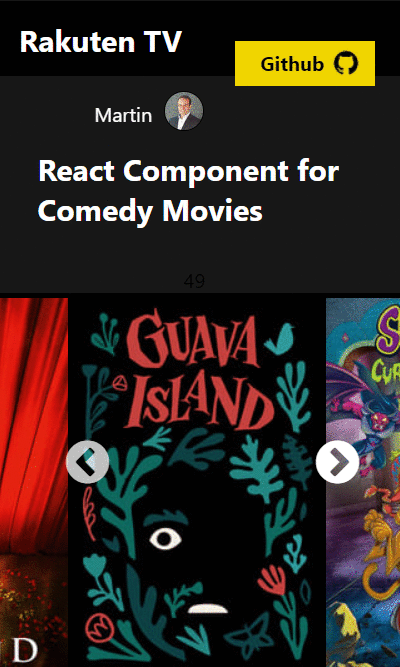 Rakuten TV
Github
Martin
React Component for
Comedy Movies
49
GUAVA
ISLAND
D